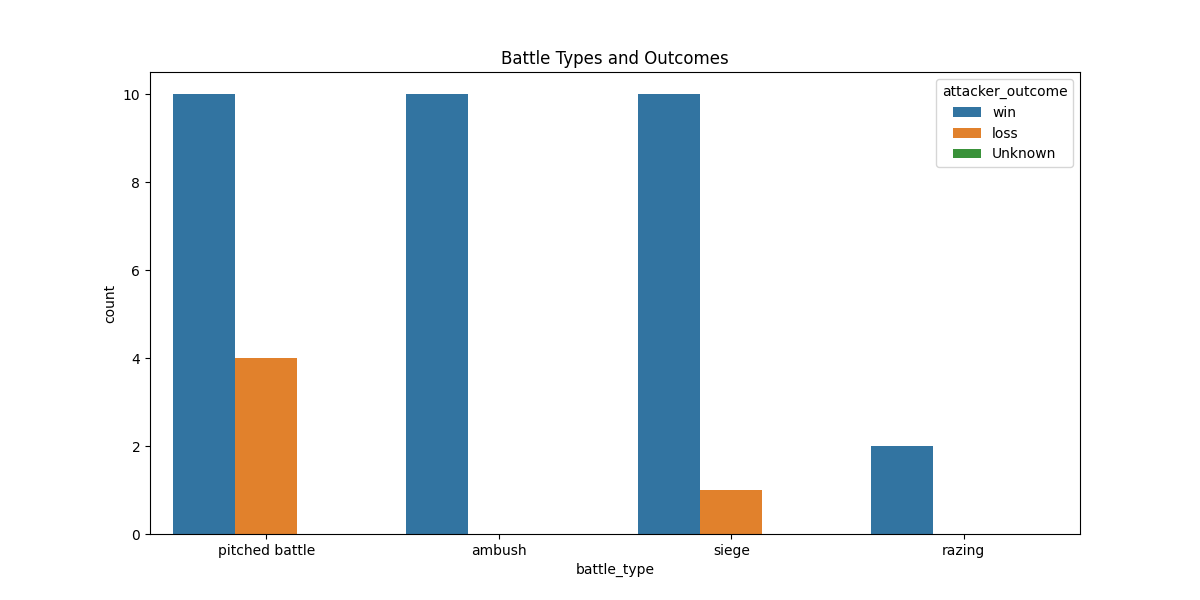 Battle Types and Outcomes
attacker_outcome
win
loss
Unknown
10
8
6
4
2
0
count
pitched battle
ambush
siege
razing
battle_type